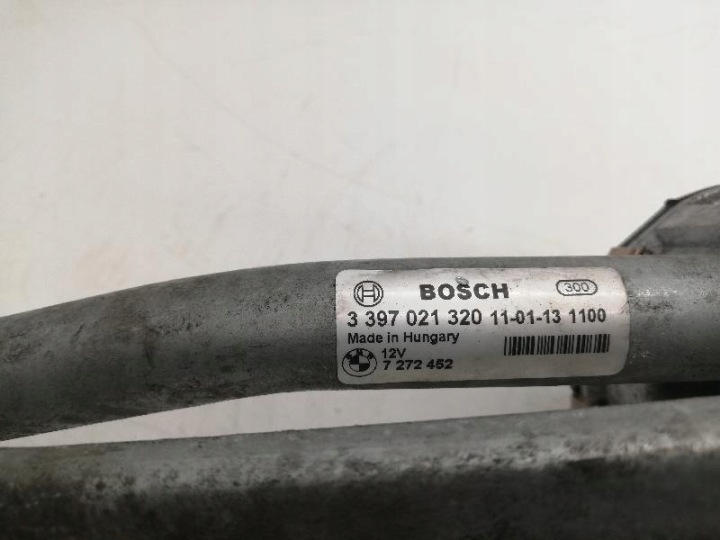 BOSCH 300
3 397 021 320 11-01-13 1100
Made in Hungary
12V
7 272 452